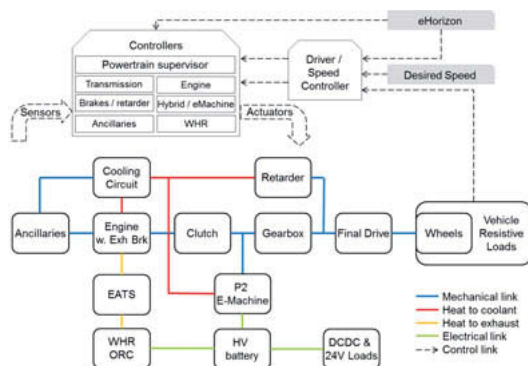 eHorizon
Controllers
Powertrain supervisor
Transmission
Engine
Brakes / retarder
Hybrid / eMachine
Ancillaries
WHR
Driver /
Speed
Controller
Desired Speed
Sensors
Actuators
Cooling
Circuit
Retarder
Ancillaries
Engine
w. Exh Brk
Clutch
Gearbox
Final Drive
Wheels
Vehicle
Resistive
Loads
EATS
P2
E-Machine
WHR
ORC
HV
battery
DCDC &
24V Loads
Mechanical link
Heat to coolant
Heat to exhaust
Electrical link
Control link